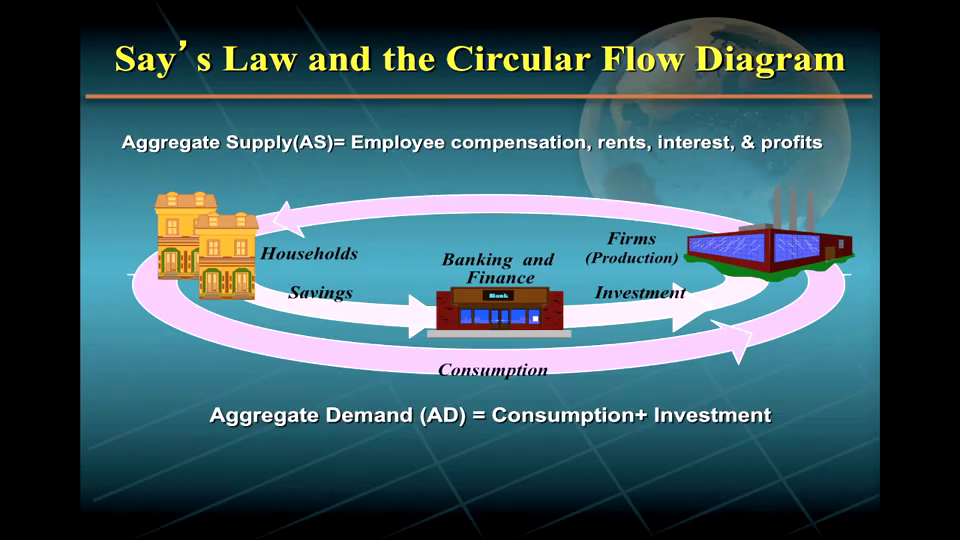 Say’s Law and the Circular Flow Diagram
Aggregate Supply(AS)= Employee compensation, rents, interest, & profits
Households
Firms
(Production)
Banking and
Finance
Savings
Investment
Bank
Consumption
Aggregate Demand (AD) = Consumption+ Investment